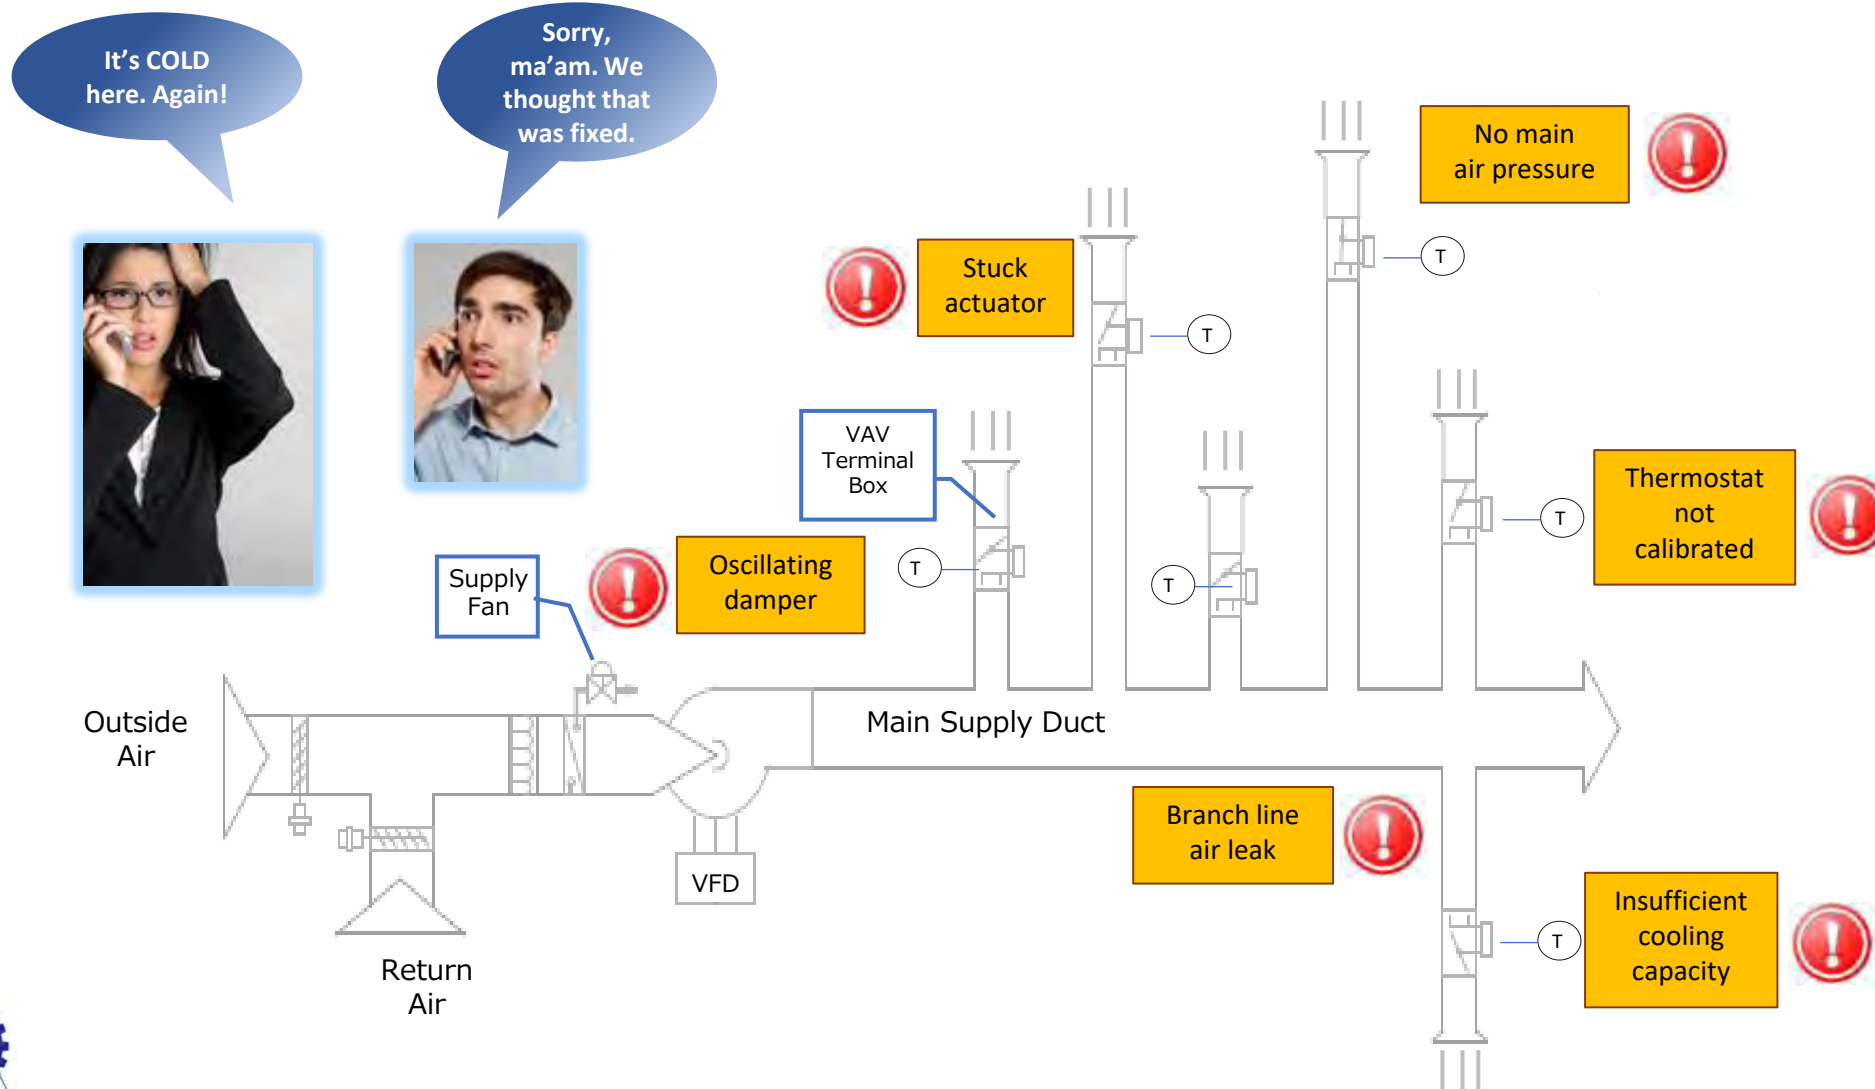 It’s COLD
here. Again!
Sorry,
ma’am. We
thought that
was fixed.
No main
air pressure
Stuck
actuator
T
T
VAV
Terminal
Box
Thermostat
not
calibrated
T
Supply
Fan
Oscillating
damper
T
T
Outside
Air
Main Supply Duct
Branch line
air leak
VFD
Insufficient
cooling
capacity
T
Return
Air